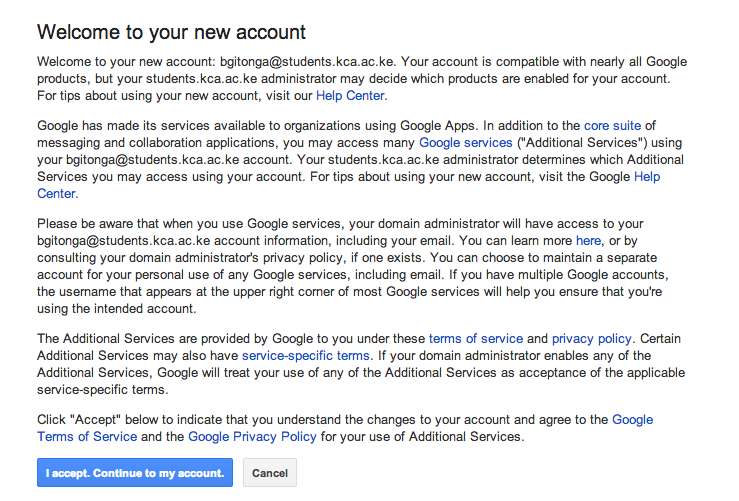 Welcome to your new account
Welcome to your new account: bgitonga@students.kca.ac.ke. Your account is compatible with nearly all Google
products, but your students.kca.ac.ke administrator may decide which products are enabled for your account.
For tips about using your new account, visit our Help Center.
Google has made its services available to organizations using Google Apps. In addition to the core suite of
messaging and collaboration applications, you may access many Google services ("Additional Services") using
your bgitonga@students.kca.ac.ke account. Your students.kca.ac.ke administrator determines which Additional
Services you may access using your account. For tips about using your new account, visit the Google Help
Center.
Please be aware that when you use Google services, your domain administrator will have access to your
bgitonga@students.kca.ac.ke account information, including your email. You can learn more here, or by
consulting your domain administrator's privacy policy, if one exists. You can choose to maintain a separate
account for your personal use of any Google services, including email. If you have multiple Google accounts,
the username that appears at the upper right corner of most Google services will help you ensure that you're
using the intended account.
The Additional Services are provided by Google to you under these terms of service and privacy policy. Certain
Additional Services may also have service-specific terms. If your domain administrator enables any of the
Additional Services, Google will treat your use of any of the Additional Services as acceptance of the applicable
service-specific terms.
Click "Accept" below to indicate that you understand the changes to your account and agree to the Google
Terms of Service and the Google Privacy Policy for your use of Additional Services.
I accept. Continue to my account. Cancel